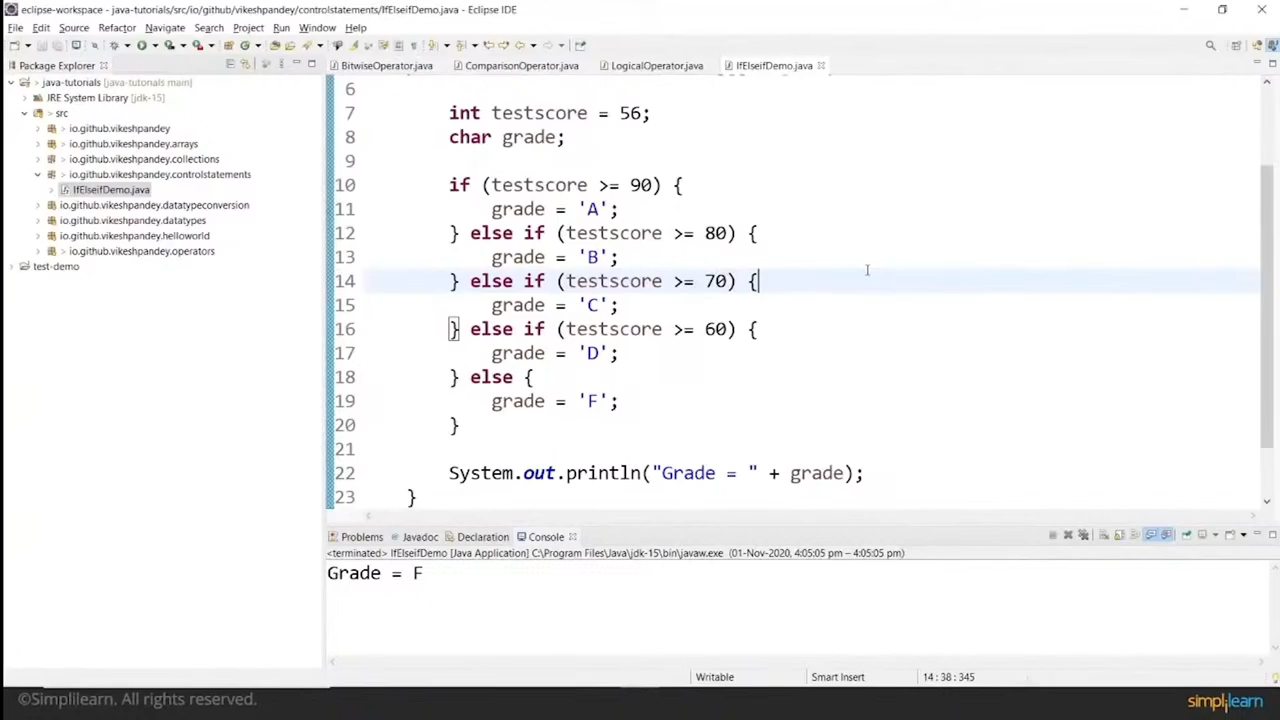 eclipse-workspace - java-tutorials/src/io/github/vikeshpandey/controlstatements/IfElseifDemo.java - Eclipse IDE
File Edit Source Refactor Navigate Search Project Run Window Help
Package Explorer
java-tutorials [java-tutorials main]
JRE System Library [jdk-15]
src
io.github.vikeshpandey
io.github.vikeshpandey.arrays
io.github.vikeshpandey.collections
io.github.vikeshpandey.controlstatements
IfElseifDemo.java
io.github.vikeshpandey.datatypeconversion
io.github.vikeshpandey.datatypes
io.github.vikeshpandey.helloworld
io.github.vikeshpandey.operators
test-demo
BitwiseOperator.java ComparisonOperator.java LogicalOperator.java IfElseifDemo.java
6
7 int testscore = 56;
8 char grade;
9
10 if (testscore >= 90) {
11 grade = 'A';
12 } else if (testscore >= 80) {
13 grade = 'B';
14 } else if (testscore >= 70) {
15 grade = 'C';
16 } else if (testscore >= 60) {
17 grade = 'D';
18 } else {
19 grade = 'F';
20 }
21
22 System.out.println("Grade = " + grade);
23 }
Problems Javadoc Declaration Console
<terminated> IfElseifDemo [Java Application] C:\Program Files\Java\jdk-15\bin\javaw.exe (01-Nov-2020, 4:05:05 pm – 4:05:05 pm)
Grade = F
Writable Smart Insert 14 : 38 : 345
©Simplilearn. All rights reserved.
simplilearn